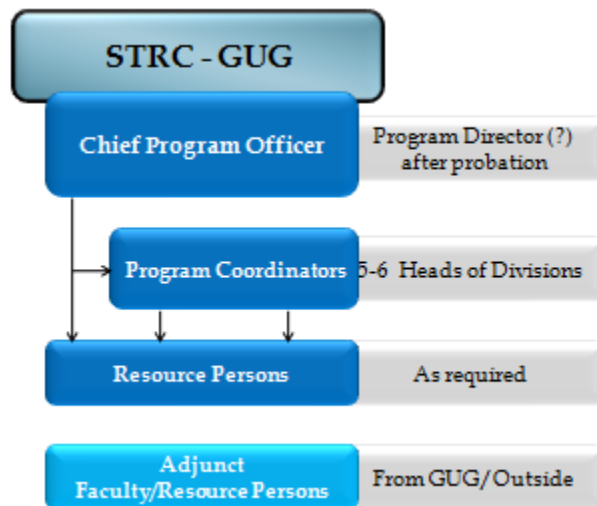 STRC - GUG
Chief Program Officer
Program Director (?)
after probation
Program Coordinators
5-6 Heads of Divisions
Resource Persons
As required
Adjunct
Faculty/Resource Persons
From GUG/Outside